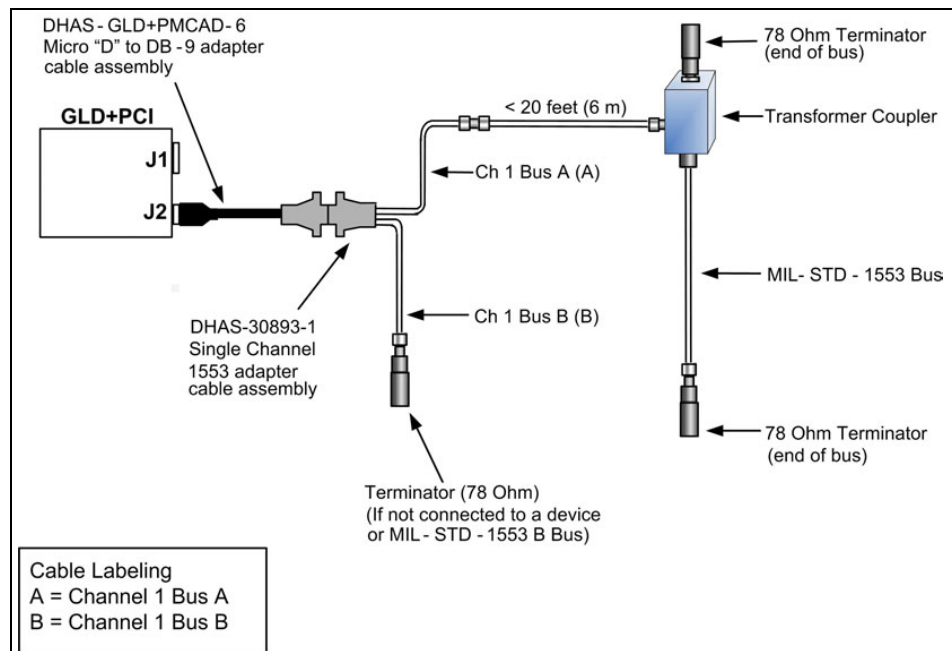 DHAS - GLD+PMCAD - 6
Micro “D” to DB - 9 adapter
cable assembly
GLD+PCI
J1
J2
< 20 feet (6 m)
Ch 1 Bus A (A)
78 Ohm Terminator
(end of bus)
Transformer Coupler
MIL- STD - 1553 Bus
78 Ohm Terminator
(end of bus)
Ch 1 Bus B (B)
DHAS-30893-1
Single Channel
1553 adapter
cable assembly
Terminator (78 Ohm)
(If not connected to a device
or MIL - STD - 1553 B Bus)
Cable Labeling
A = Channel 1 Bus A
B = Channel 1 Bus B